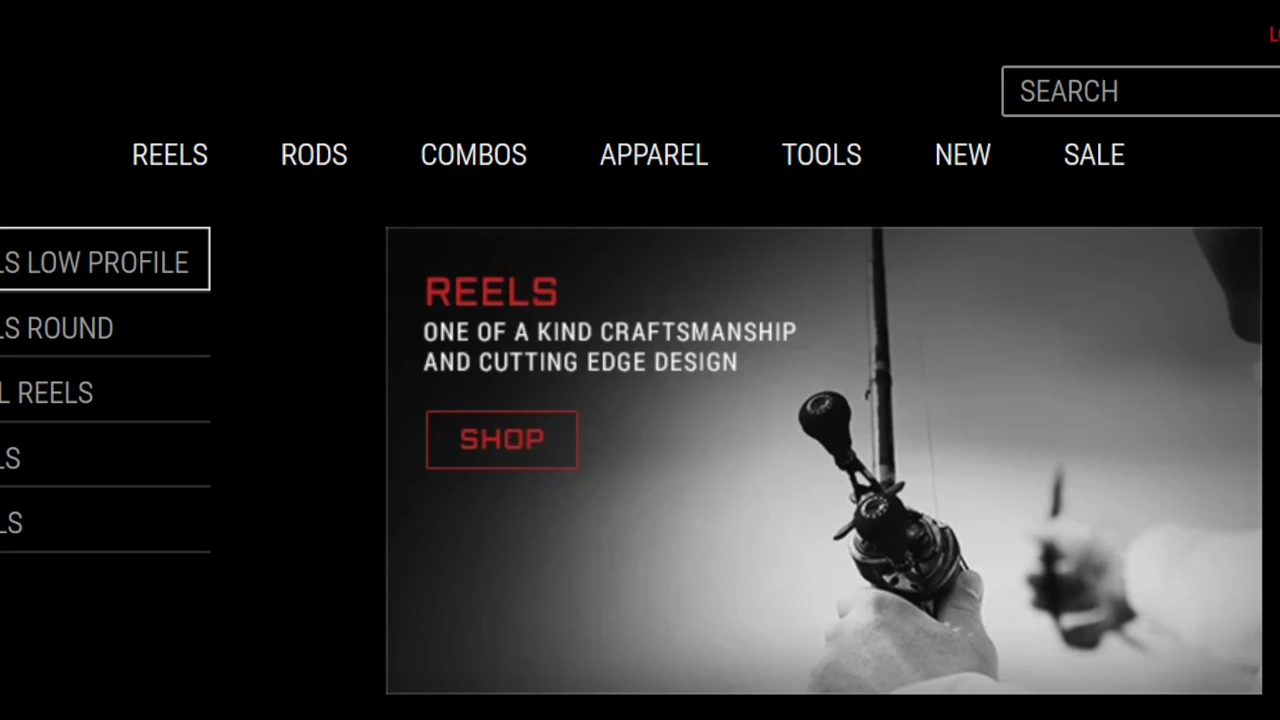 SEARCH
REELS RODS COMBOS APPAREL TOOLS NEW SALE
LS LOW PROFILE
LS ROUND
L REELS
LS
LS
REELS
ONE OF A KIND CRAFTSMANSHIP
AND CUTTING EDGE DESIGN
SHOP